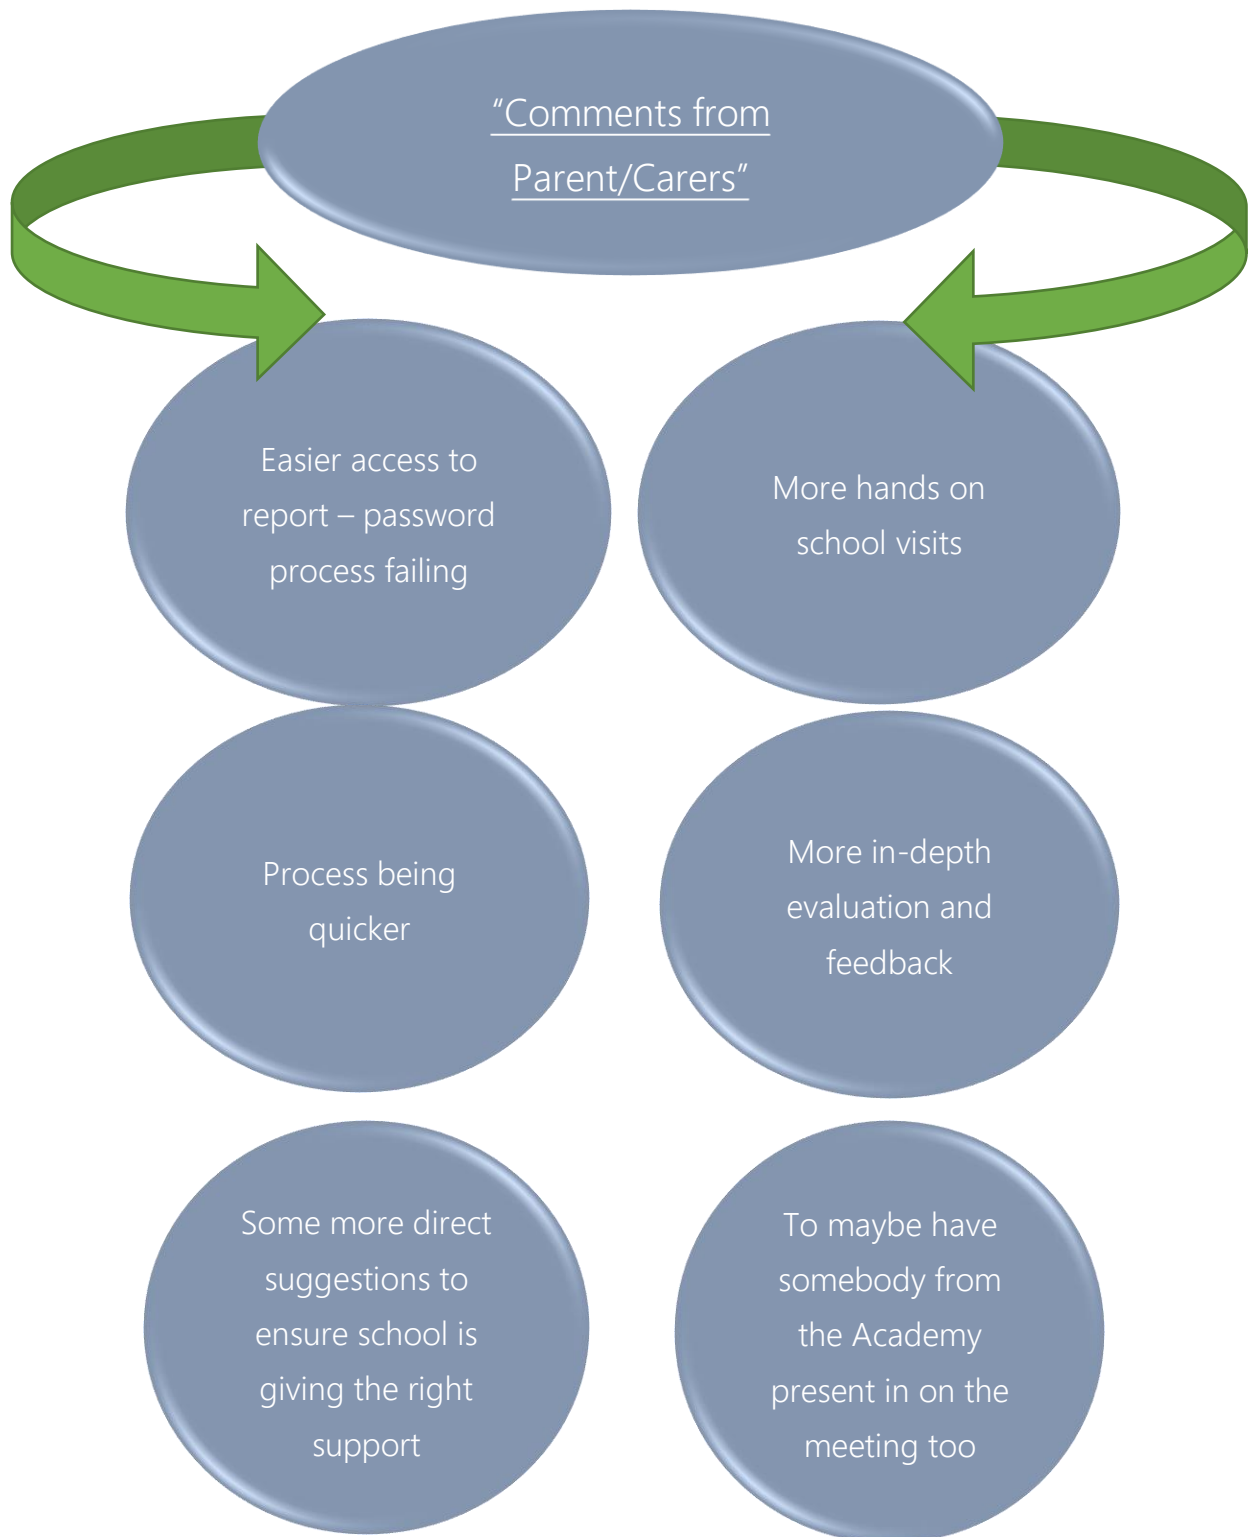 “Comments from
Parent/Carers”
Easier access to
report – password
process failing
More hands on
school visits
Process being
quicker
More in-depth
evaluation and
feedback
Some more direct
suggestions to
ensure school is
giving the right
support
To maybe have
somebody from
the Academy
present in on the
meeting too